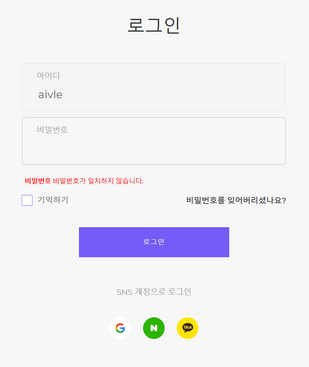 로그인
아이디
aivle
비밀번호
비말번호 비밀번호가 일치하지 않습니다.
기억하기
비밀번호를 잊어버리셨나요?
로그인
SNS 계정으로 로그인
G N TALK